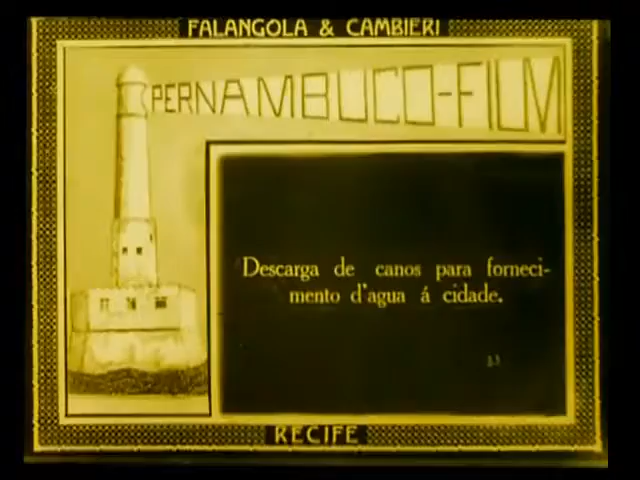 FALANGOLA & CAMBIERI
PERNAMBUCO-FILM
Descarga de canos para forneci-
mento d'agua á cidade.
RECIFE